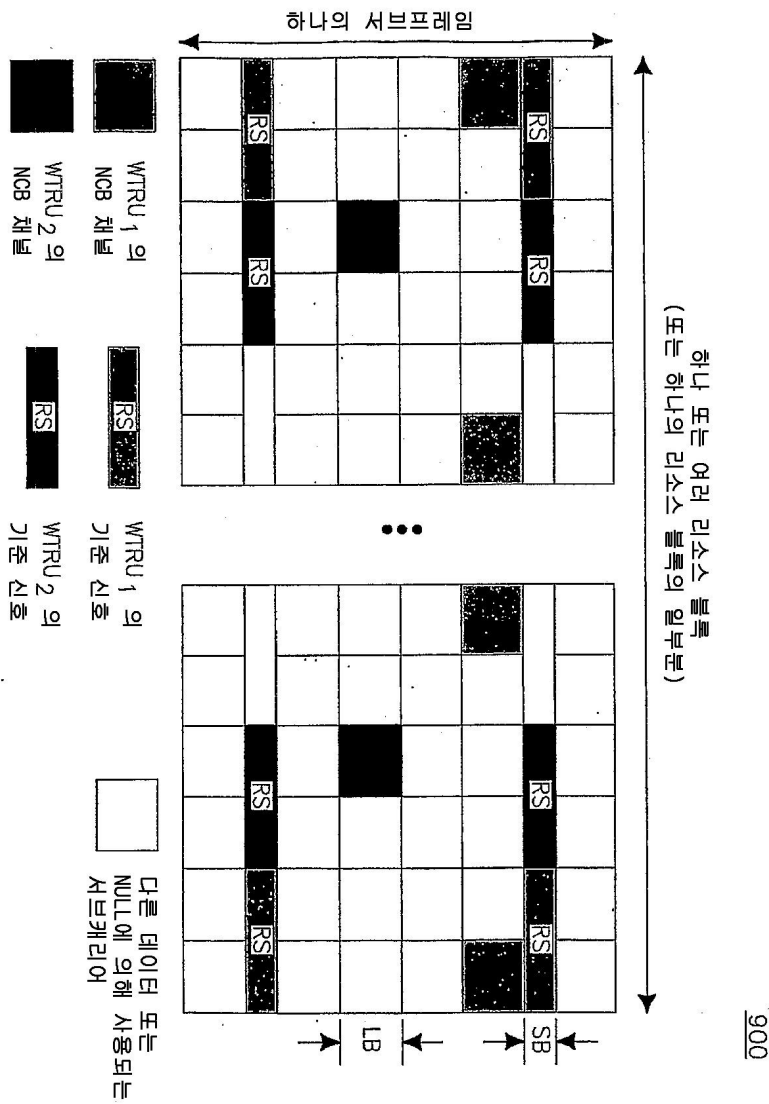 900
하나 또는 여러 리소스 블록
(또는 하나의 리소스 블록의 일부분)
하나의 서브프레임
RS
RS
RS
RS
SB
LB
RS
RS
RS
RS
WTRU 1 의
NCB 채널
WTRU 2 의
NCB 채널
RS
WTRU 1 의
기준 신호
RS
WTRU 2 의
기준 신호
다른 데이터 또는
NULL에 의해 사용되는
서브캐리어